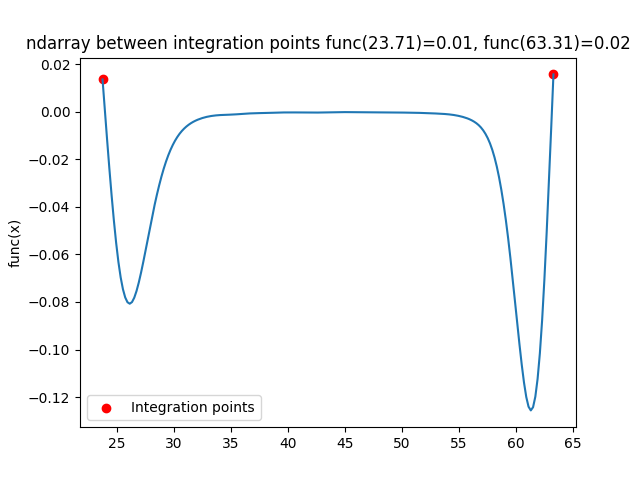 ndarray between integration points func(23.71)=0.01, func(63.31)=0.02
0.02
0.00
−0.02
−0.04
−0.06
−0.08
−0.10
−0.12
func(x)
Integration points
25 30 35 40 45 50 55 60 65